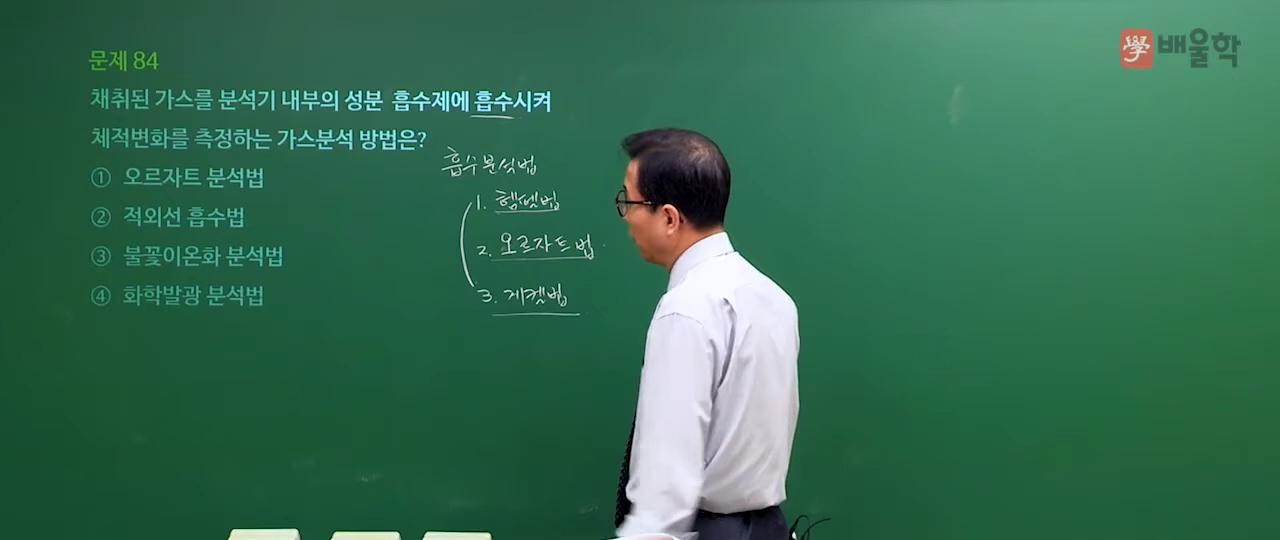 學 배울학
문제 84
채취된 가스를 분석기 내부의 성분 흡수제에 흡수시켜
체적변화를 측정하는 가스분석 방법은?
① 오르자트 분석법
② 적외선 흡수법
③ 불꽃이온화 분석법
④ 화학발광 분석법
흡수분석법
1. 헴펠법
2. 오르자트법
3. 게겔법